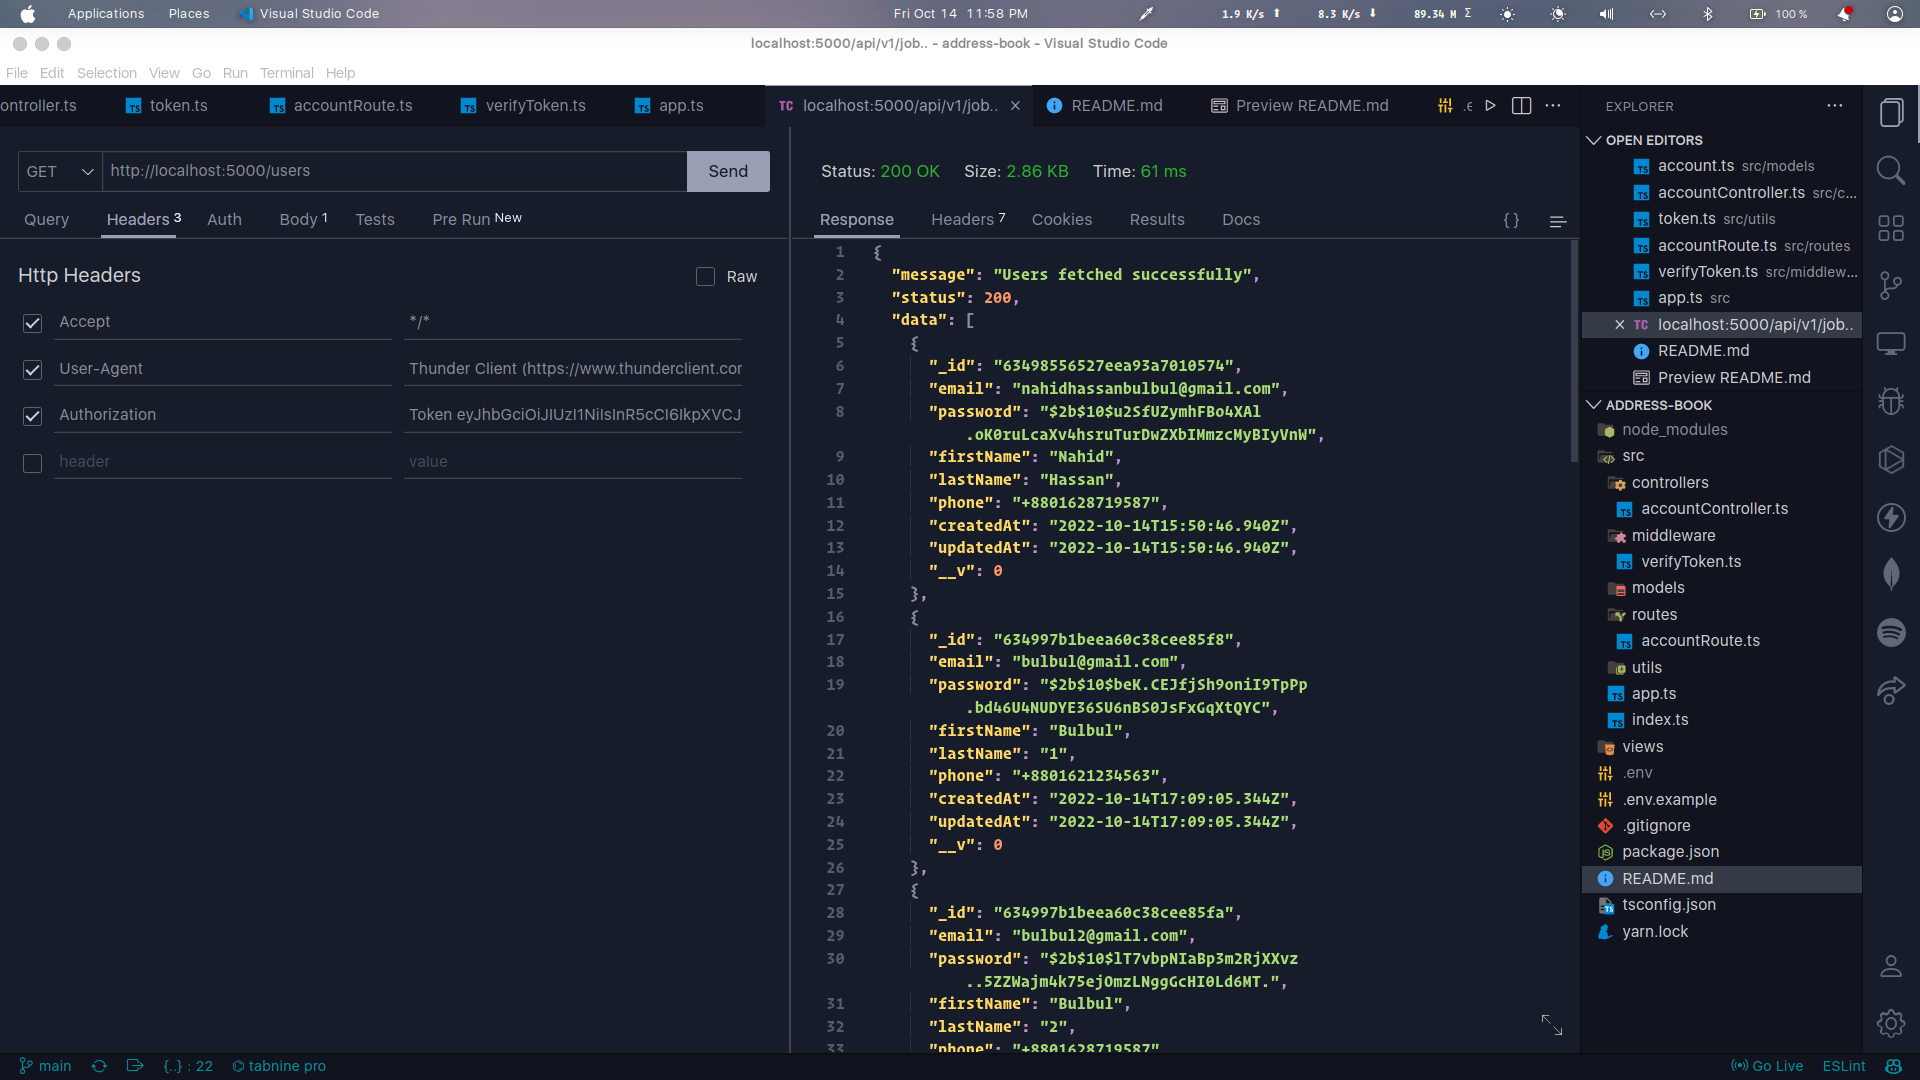 Applications Places Visual Studio Code Fri Oct 14 11:58 PM 1.9 K/s 8.3 K/s 89.34 M Σ 100 %
localhost:5000/api/v1/job.. - address-book - Visual Studio Code
File Edit Selection View Go Run Terminal Help
ontroller.ts token.ts accountRoute.ts verifyToken.ts app.ts TC localhost:5000/api/v1/job.. README.md Preview README.md
GET http://localhost:5000/users Send
Query Headers 3 Auth Body 1 Tests Pre Run New
Http Headers Raw
Accept */*
User-Agent Thunder Client (https://www.thunderclient.cor
Authorization Token eyJhbGciOiJIUzI1NiIsInR5cCI6IkpXVCJ
header value
Status: 200 OK Size: 2.86 KB Time: 61 ms
Response Headers 7 Cookies Results Docs {}
1 {
2 "message": "Users fetched successfully",
3 "status": 200,
4 "data": [
5 {
6 "_id": "63498556527eea93a7010574",
7 "email": "nahidhassanbulbul@gmail.com",
8 "password": "$2b$10$u2SfUZymhFBo4XAl
.oK0ruLcaXv4hsruTurDwZXbIMmzcMyBIyVnW",
9 "firstName": "Nahid",
10 "lastName": "Hassan",
11 "phone": "+8801628719587",
12 "createdAt": "2022-10-14T15:50:46.940Z",
13 "updatedAt": "2022-10-14T15:50:46.940Z",
14 "__v": 0
15 },
16 {
17 "_id": "634997b1beea60c38cee85f8",
18 "email": "bulbul@gmail.com",
19 "password": "$2b$10$beK.CEJfjSh9oniI9TpPp
.bd46U4NUDYE36SU6nBS0JsFxGqXtQYC",
20 "firstName": "Bulbul",
21 "lastName": "1",
22 "phone": "+8801621234563",
23 "createdAt": "2022-10-14T17:09:05.344Z",
24 "updatedAt": "2022-10-14T17:09:05.344Z",
25 "__v": 0
26 },
27 {
28 "_id": "634997b1beea60c38cee85fa",
29 "email": "bulbul2@gmail.com",
30 "password": "$2b$10$lT7vbpNIaBp3m2RjXXvz
..5ZZWajm4k75ejOmzLNggGcHI0Ld6MT.",
31 "firstName": "Bulbul",
32 "lastName": "2",
33 "phone": "+8801628719587"
EXPLORER
OPEN EDITORS
account.ts src/models
accountController.ts src/c...
token.ts src/utils
accountRoute.ts src/routes
verifyToken.ts src/middlew...
app.ts src
TC localhost:5000/api/v1/job..
README.md
Preview README.md
ADDRESS-BOOK
node_modules
src
controllers
accountController.ts
middleware
verifyToken.ts
models
routes
accountRoute.ts
utils
app.ts
index.ts
views
.env
.env.example
.gitignore
package.json
README.md
tsconfig.json
yarn.lock
main {..} : 22 tabnine pro Go Live ESLint